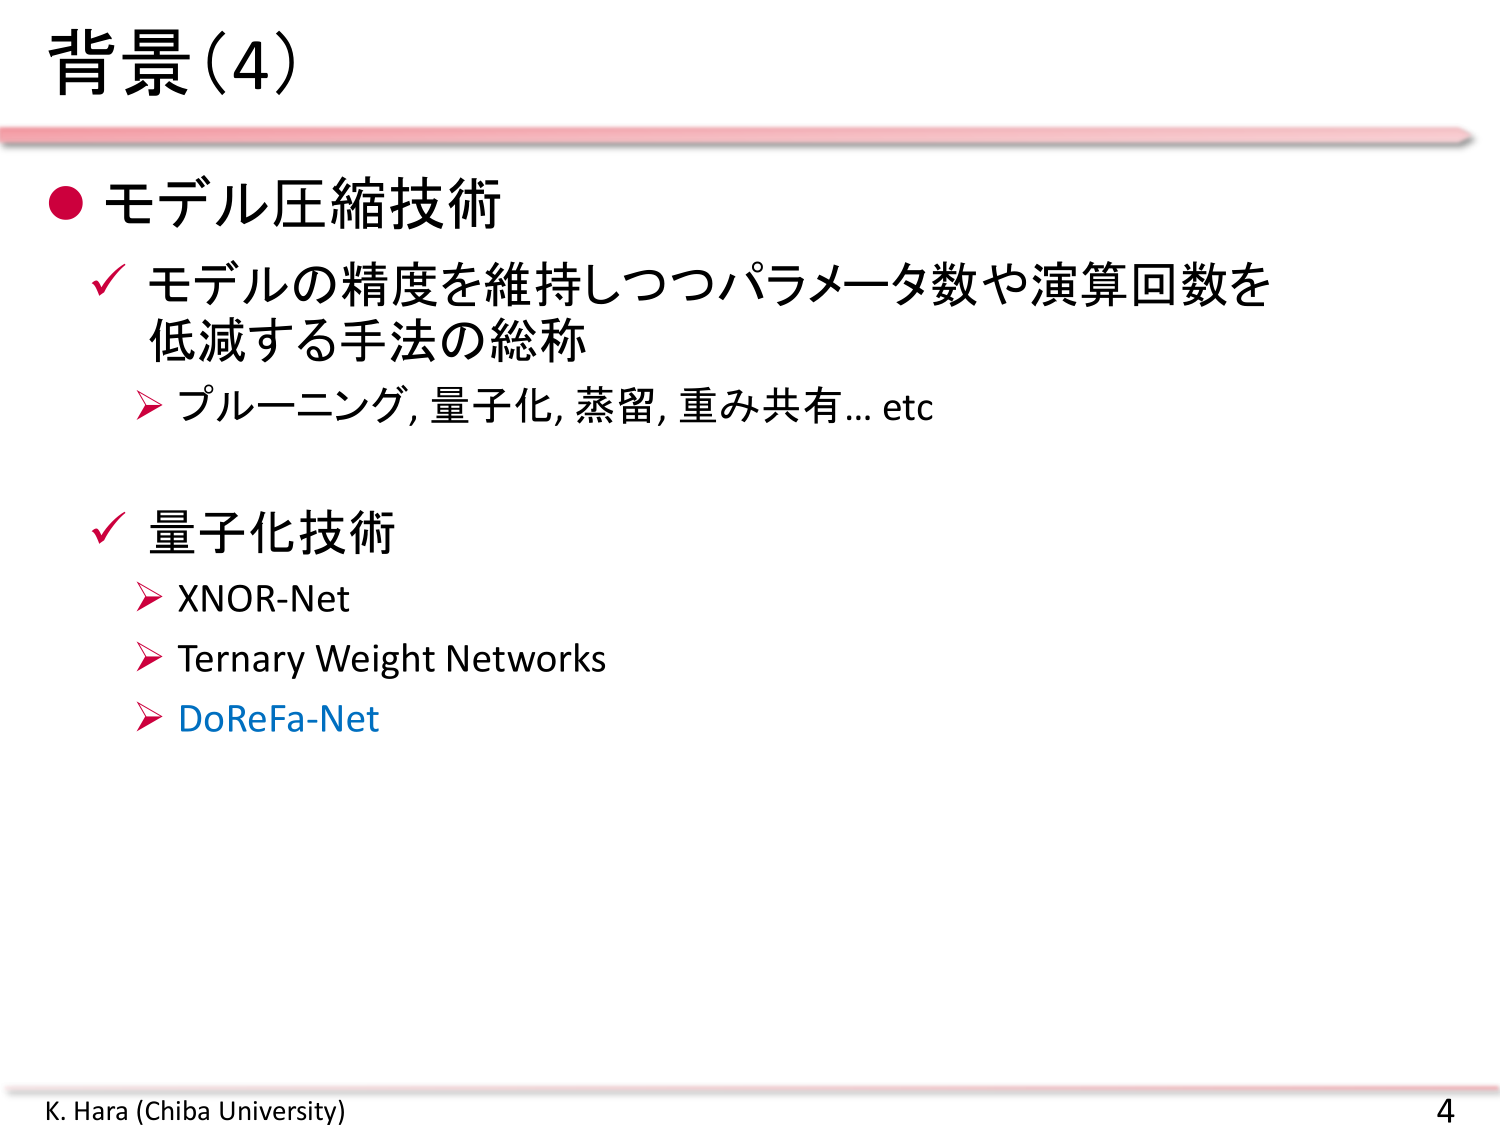 背景(4)
モデル圧縮技術
モデルの精度を維持しつつパラメータ数や演算回数を
低減する手法の総称
プルーニング, 量子化, 蒸留, 重み共有... etc
量子化技術
XNOR-Net
Ternary Weight Networks
DoReFa-Net
K. Hara (Chiba University)
4